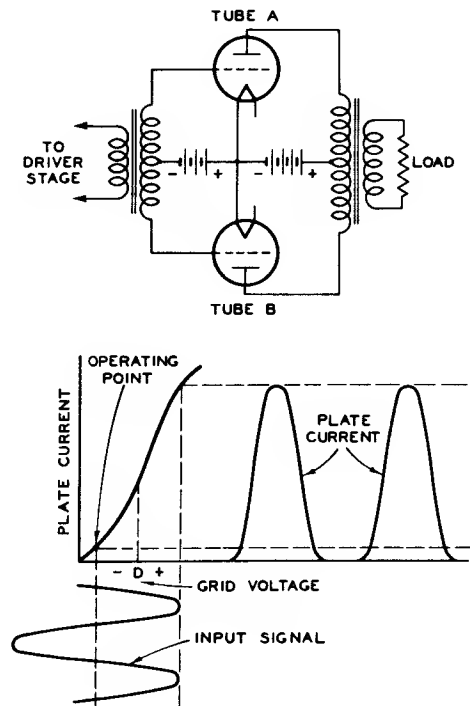 TUBE A
TO
DRIVER
STAGE
- + - +
LOAD
TUBE B
OPERATING
POINT
PLATE CURRENT
PLATE
CURRENT
- D +
GRID VOLTAGE
INPUT SIGNAL